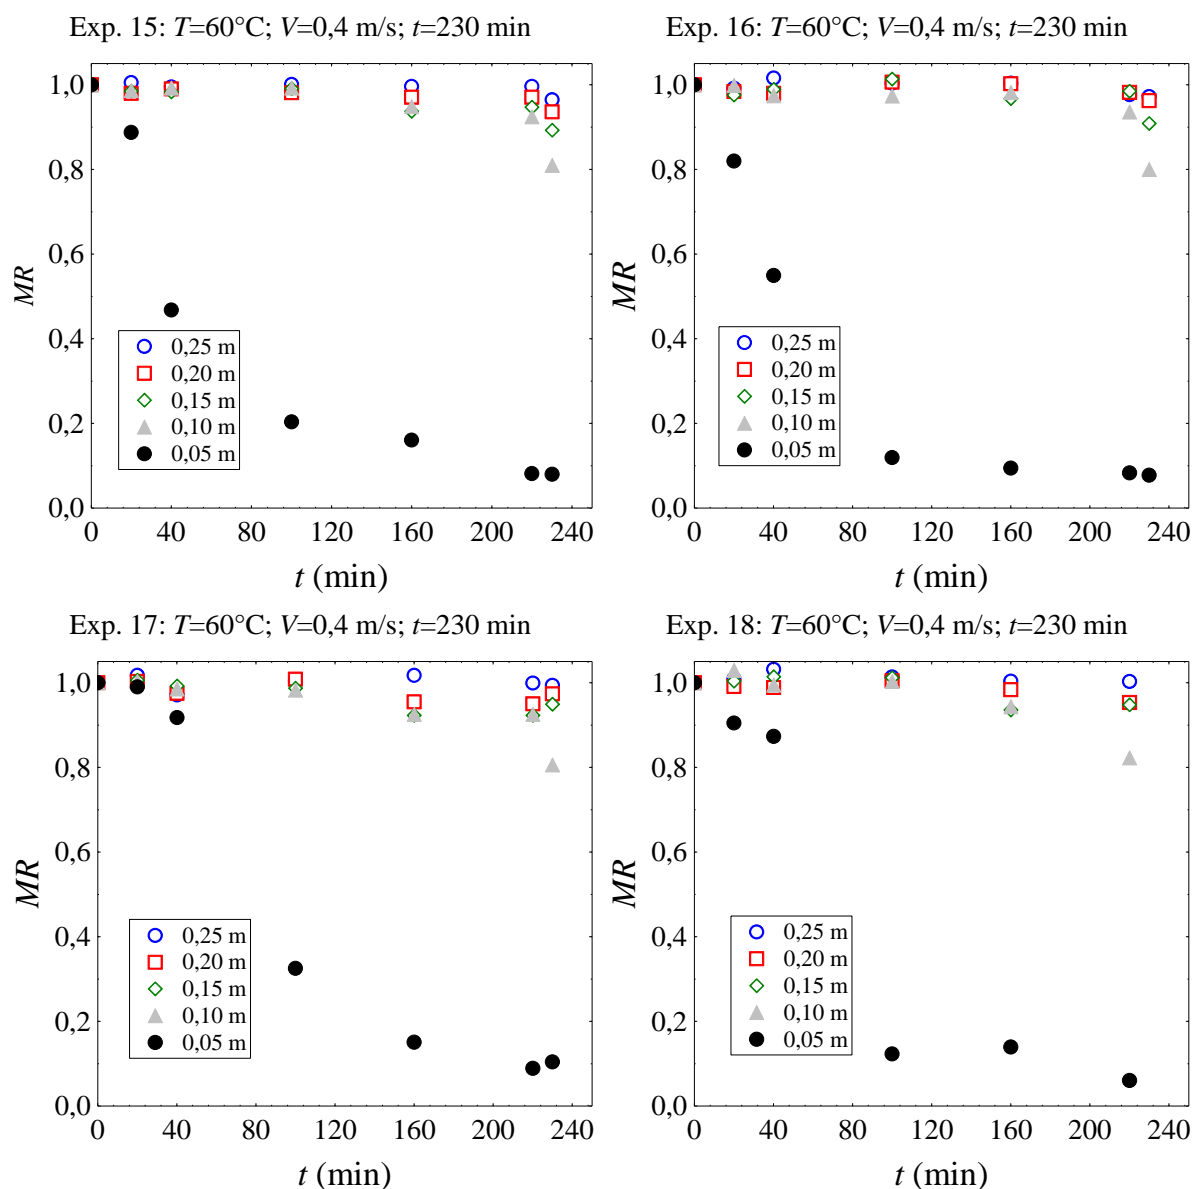 Exp. 15: T=60°C; V=0,4 m/s; t=230 min
1,0
0,8
0,6
0,4
0,2
0,0
MR
0,25 m
0,20 m
0,15 m
0,10 m
0,05 m
0 40 80 120 160 200 240
t (min)
Exp. 16: T=60°C; V=0,4 m/s; t=230 min
1,0
0,8
0,6
0,4
0,2
0,0
MR
0,25 m
0,20 m
0,15 m
0,10 m
0,05 m
0 40 80 120 160 200 240
t (min)
Exp. 17: T=60°C; V=0,4 m/s; t=230 min
1,0
0,8
0,6
0,4
0,2
0,0
MR
0,25 m
0,20 m
0,15 m
0,10 m
0,05 m
0 40 80 120 160 200 240
t (min)
Exp. 18: T=60°C; V=0,4 m/s; t=230 min
1,0
0,8
0,6
0,4
0,2
0,0
MR
0,25 m
0,20 m
0,15 m
0,10 m
0,05 m
0 40 80 120 160 200 240
t (min)